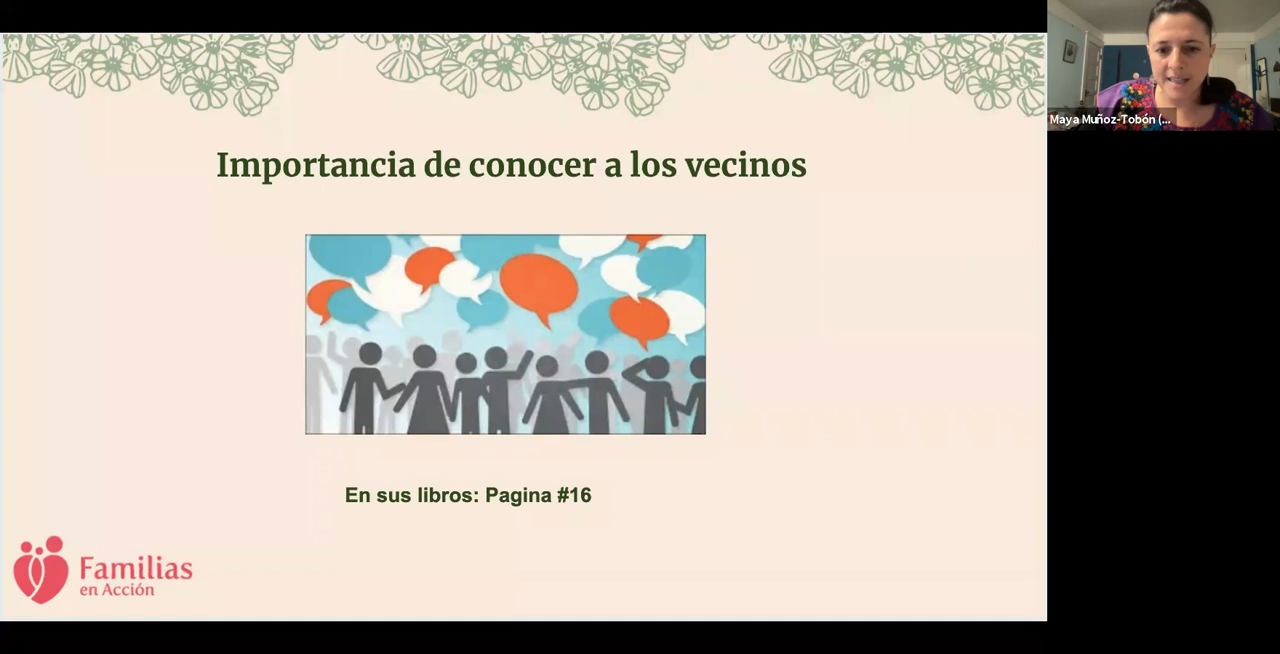 Importancia de conocer a los vecinos
En sus libros: Pagina #16
Familias
en Acción
Maya Muñoz-Tobón (...